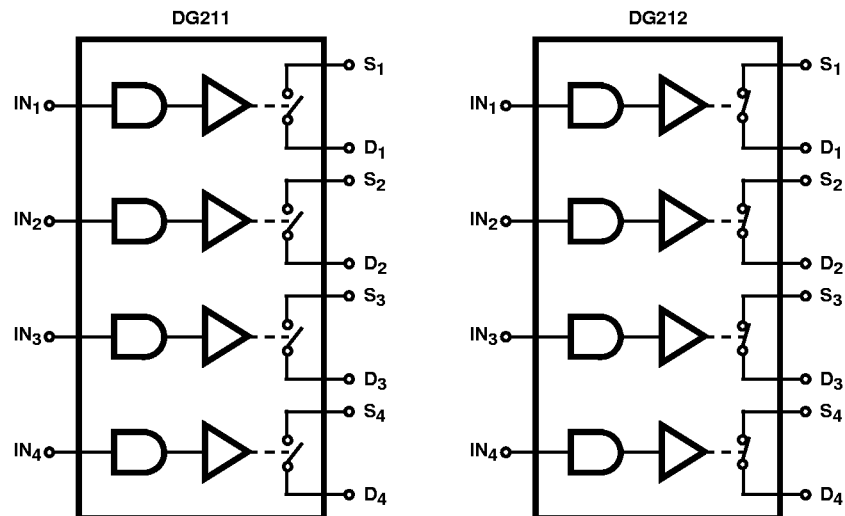 DG211
DG212
S1
IN1
D1
S2
IN2
D2
S3
IN3
D3
S4
IN4
D4
S1
IN1
D1
S2
IN2
D2
S3
IN3
D3
S4
IN4
D4